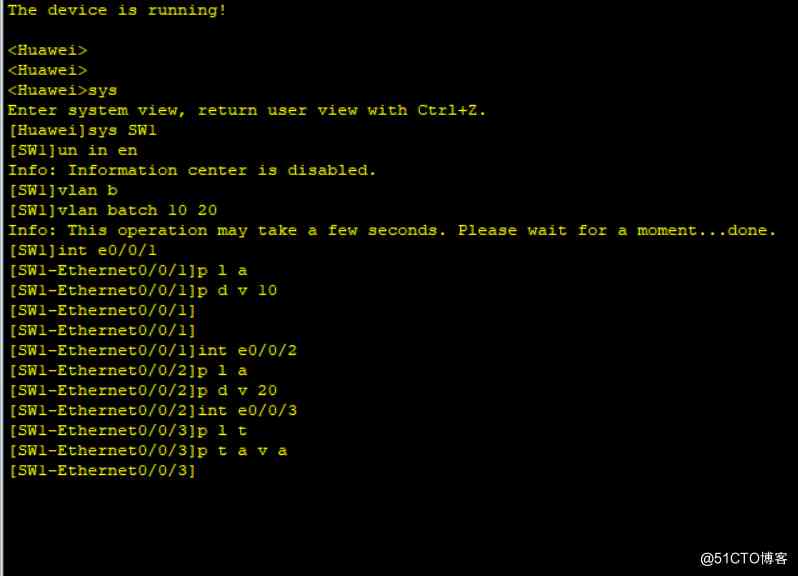 The device is running!
<Huawei>
<Huawei>
<Huawei>sys
Enter system view, return user view with Ctrl+Z.
[Huawei]sys SW1
[SW1]un in en
Info: Information center is disabled.
[SW1]vlan b
[SW1]vlan batch 10 20
Info: This operation may take a few seconds. Please wait for a moment...done.
[SW1]int e0/0/1
[SW1-Ethernet0/0/1]p l a
[SW1-Ethernet0/0/1]p d v 10
[SW1-Ethernet0/0/1]
[SW1-Ethernet0/0/1]
[SW1-Ethernet0/0/1]int e0/0/2
[SW1-Ethernet0/0/2]p l a
[SW1-Ethernet0/0/2]p d v 20
[SW1-Ethernet0/0/2]int e0/0/3
[SW1-Ethernet0/0/3]p l t
[SW1-Ethernet0/0/3]p t a v a
[SW1-Ethernet0/0/3]
@51CTO博客